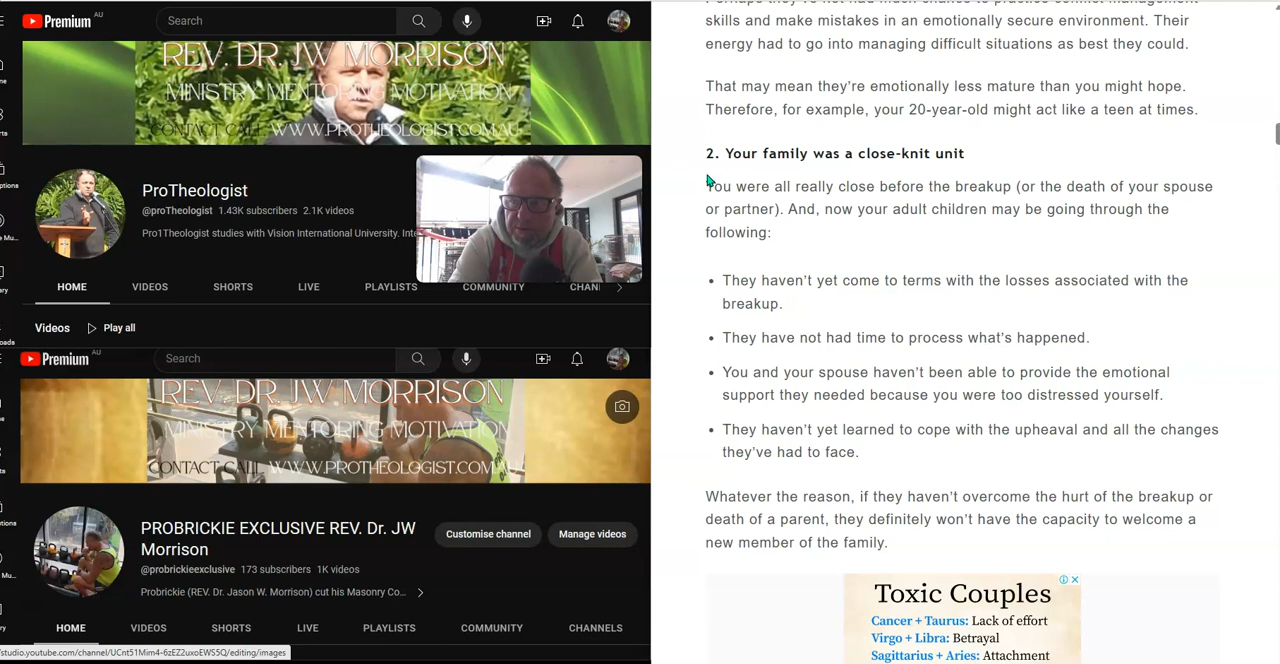 Premium AU
Search
REV. DR. JW MORRISON
MINISTRY MENTORING MOTIVATION
CONTACT CALL WWW.PROTHEOLOGIST.COM.AU
ProTheologist
@proTheologist 1.43K subscribers 2.1K videos
Pro1Theologist studies with Vision International University. Inte
HOME VIDEOS SHORTS LIVE PLAYLISTS COMMUNITY CHAN
Videos Play all
Premium AU
Search
REV. DR. JW MORRISON
MINISTRY MENTORING MOTIVATION
CONTACT CALL WWW.PROTHEOLOGIST.COM.AU
PROBRICKIE EXCLUSIVE REV. Dr. JW
Morrison
Customise channel
Manage videos
@probrickieexclusive 173 subscribers 1K videos
Probrickie (REV. Dr. Jason W. Morrison) cut his Masonry Co...
HOME VIDEOS SHORTS LIVE PLAYLISTS COMMUNITY CHANNELS
studio.youtube.com/channel/UCnt51Mim4-6zEZ2uxoEWS5Q/editing/images
skills and make mistakes in an emotionally secure environment. Their
energy had to go into managing difficult situations as best they could.
That may mean they're emotionally less mature than you might hope.
Therefore, for example, your 20-year-old might act like a teen at times.
2. Your family was a close-knit unit
You were all really close before the breakup (or the death of your spouse
or partner). And, now your adult children may be going through the
following:
• They haven't yet come to terms with the losses associated with the
breakup.
• They have not had time to process what's happened.
• You and your spouse haven't been able to provide the emotional
support they needed because you were too distressed yourself.
• They haven't yet learned to cope with the upheaval and all the changes
they've had to face.
Whatever the reason, if they haven't overcome the hurt of the breakup or
death of a parent, they definitely won't have the capacity to welcome a
new member of the family.
Toxic Couples
Cancer + Taurus: Lack of effort
Virgo + Libra: Betrayal
Sagittarius + Aries: Attachment